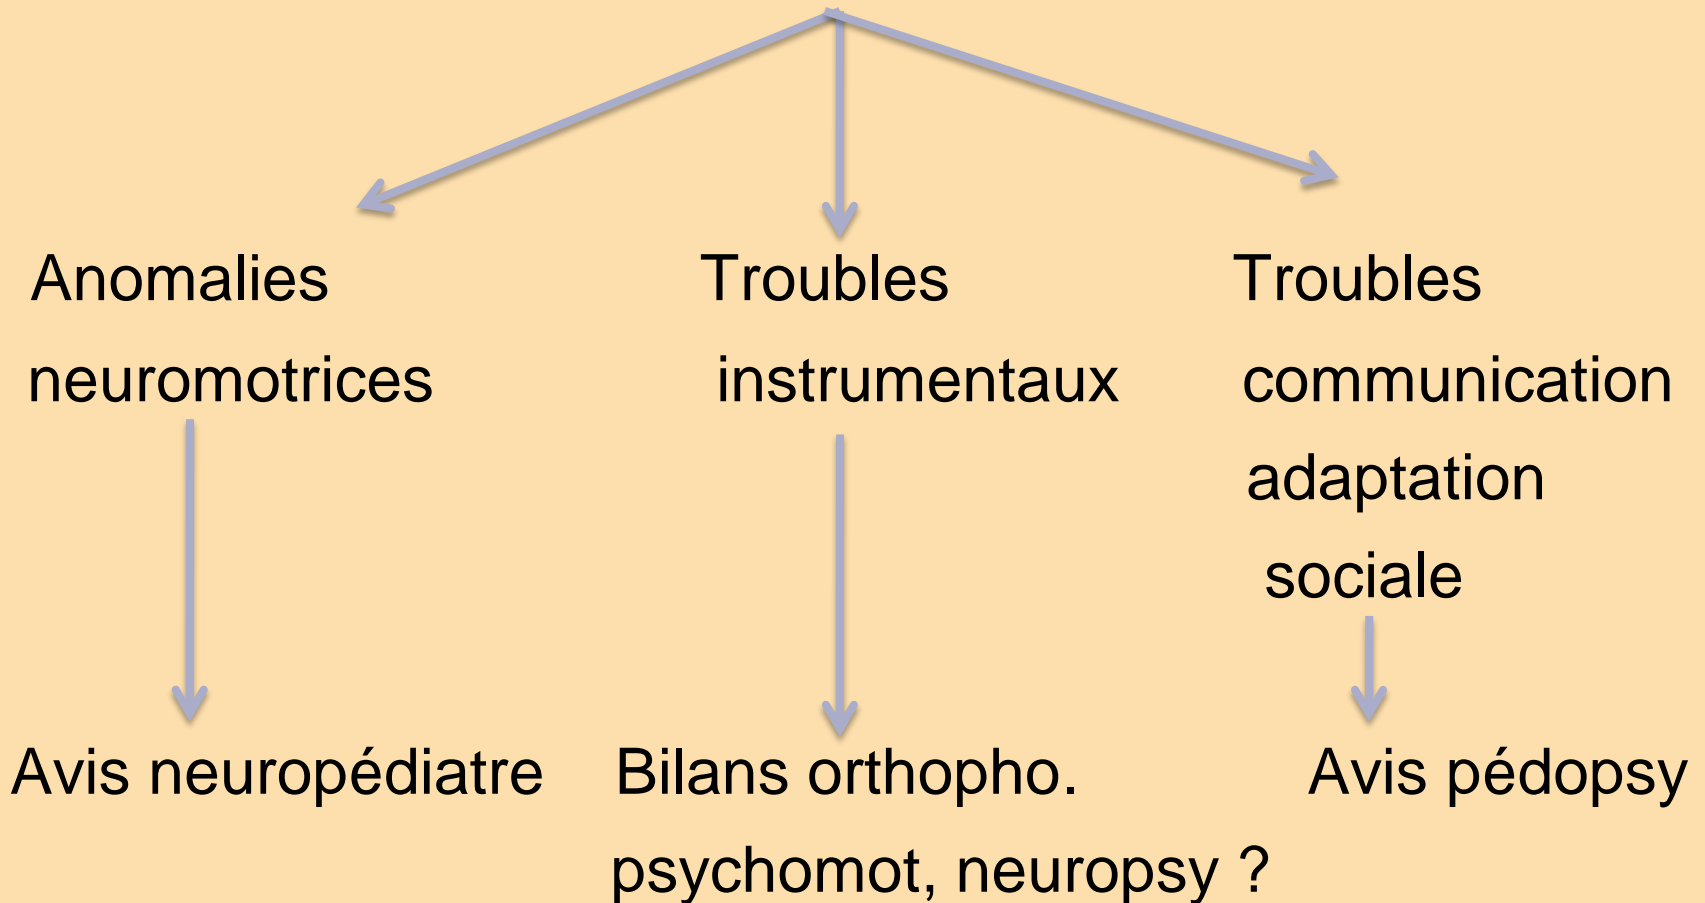 Anomalies
neuromotrices
Troubles
instrumentaux
Troubles
communication
adaptation
sociale
Avis neuropédiatre
Bilans orthopho.
psychomot, neuropsy ?
Avis pédopsy